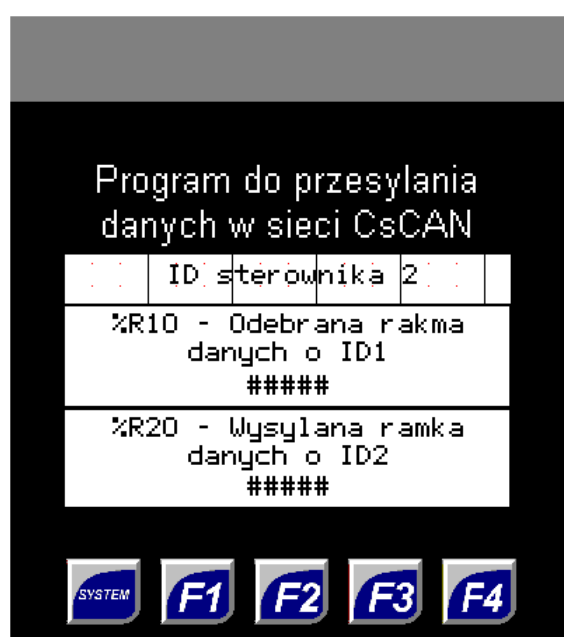 Program do przesylania
danych w sieci CsCAN
ID sterownika 2
%R10 - Odebrana rakma
danych o ID1
#####
%R20 - Wysylana ramka
danych o ID2
#####
SYSTEM F1 F2 F3 F4